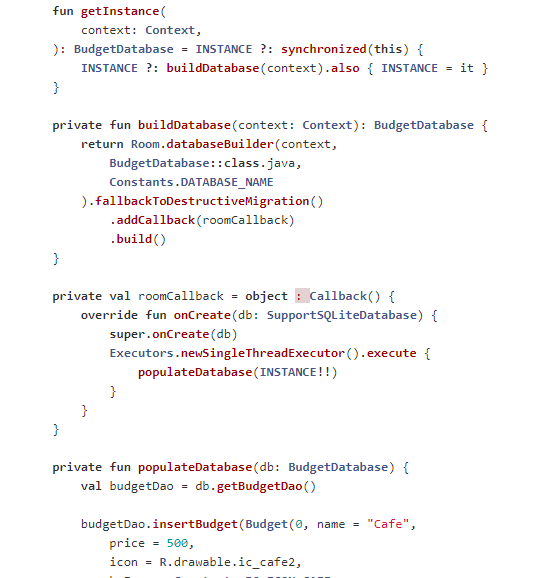 fun getInstance(
context: Context,
): BudgetDatabase = INSTANCE ?: synchronized(this) {
INSTANCE ?: buildDatabase(context).also { INSTANCE = it }
}
private fun buildDatabase(context: Context): BudgetDatabase {
return Room.databaseBuilder(context,
BudgetDatabase::class.java,
Constants.DATABASE_NAME
).fallbackToDestructiveMigration()
.addCallback(roomCallback)
.build()
}
private val roomCallback = object : Callback() {
override fun onCreate(db: SupportSQLiteDatabase) {
super.onCreate(db)
Executors.newSingleThreadExecutor().execute {
populateDatabase(INSTANCE!!)
}
}
}
private fun populateDatabase(db: BudgetDatabase) {
val budgetDao = db.getBudgetDao()
budgetDao.insertBudget(Budget(0, name = "Cafe",
price = 500,
icon = R.drawable.ic_cafe2,